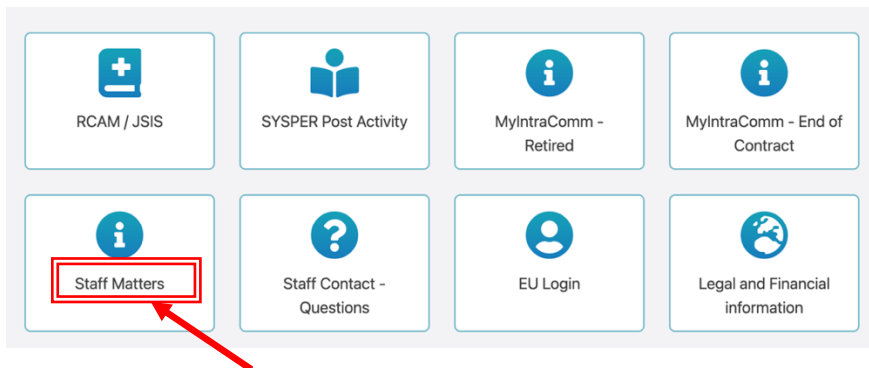 RCAM / JSIS
SYSPER Post Activity
MyIntraComm -
Retired
MyIntraComm - End of
Contract
Staff Matters
Staff Contact -
Questions
EU Login
Legal and Financial
information